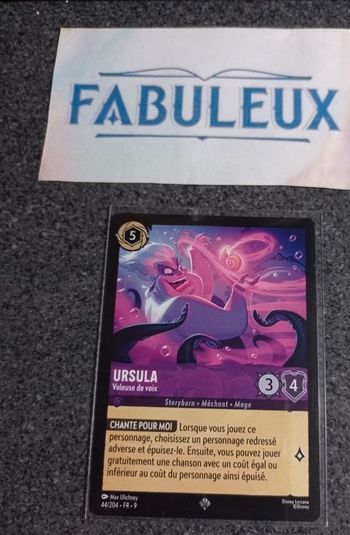 FABULEUX
5
URSULA
Voleuse de voix
3
4
Storyborn • Méchant • Mage
CHANTE POUR MOI Lorsque vous jouez ce
personnage, choisissez un personnage redressé
adverse et épuisez-le. Ensuite, vous pouvez jouer
gratuitement une chanson avec un coût égal ou
inférieur au coût du personnage ainsi épuisé.
Max Ulichney
44/204 • FR • 9
Disney Lorcana
©Disney